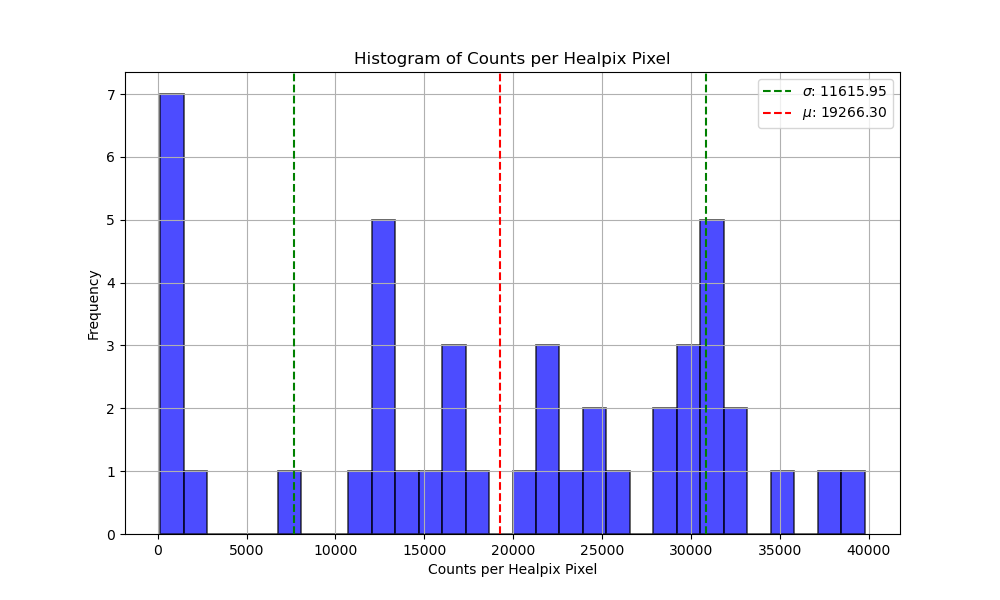 Histogram of Counts per Healpix Pixel
σ: 11615.95
μ: 19266.30
Frequency
7
6
5
4
3
2
1
0
0 5000 10000 15000 20000 25000 30000 35000 40000
Counts per Healpix Pixel